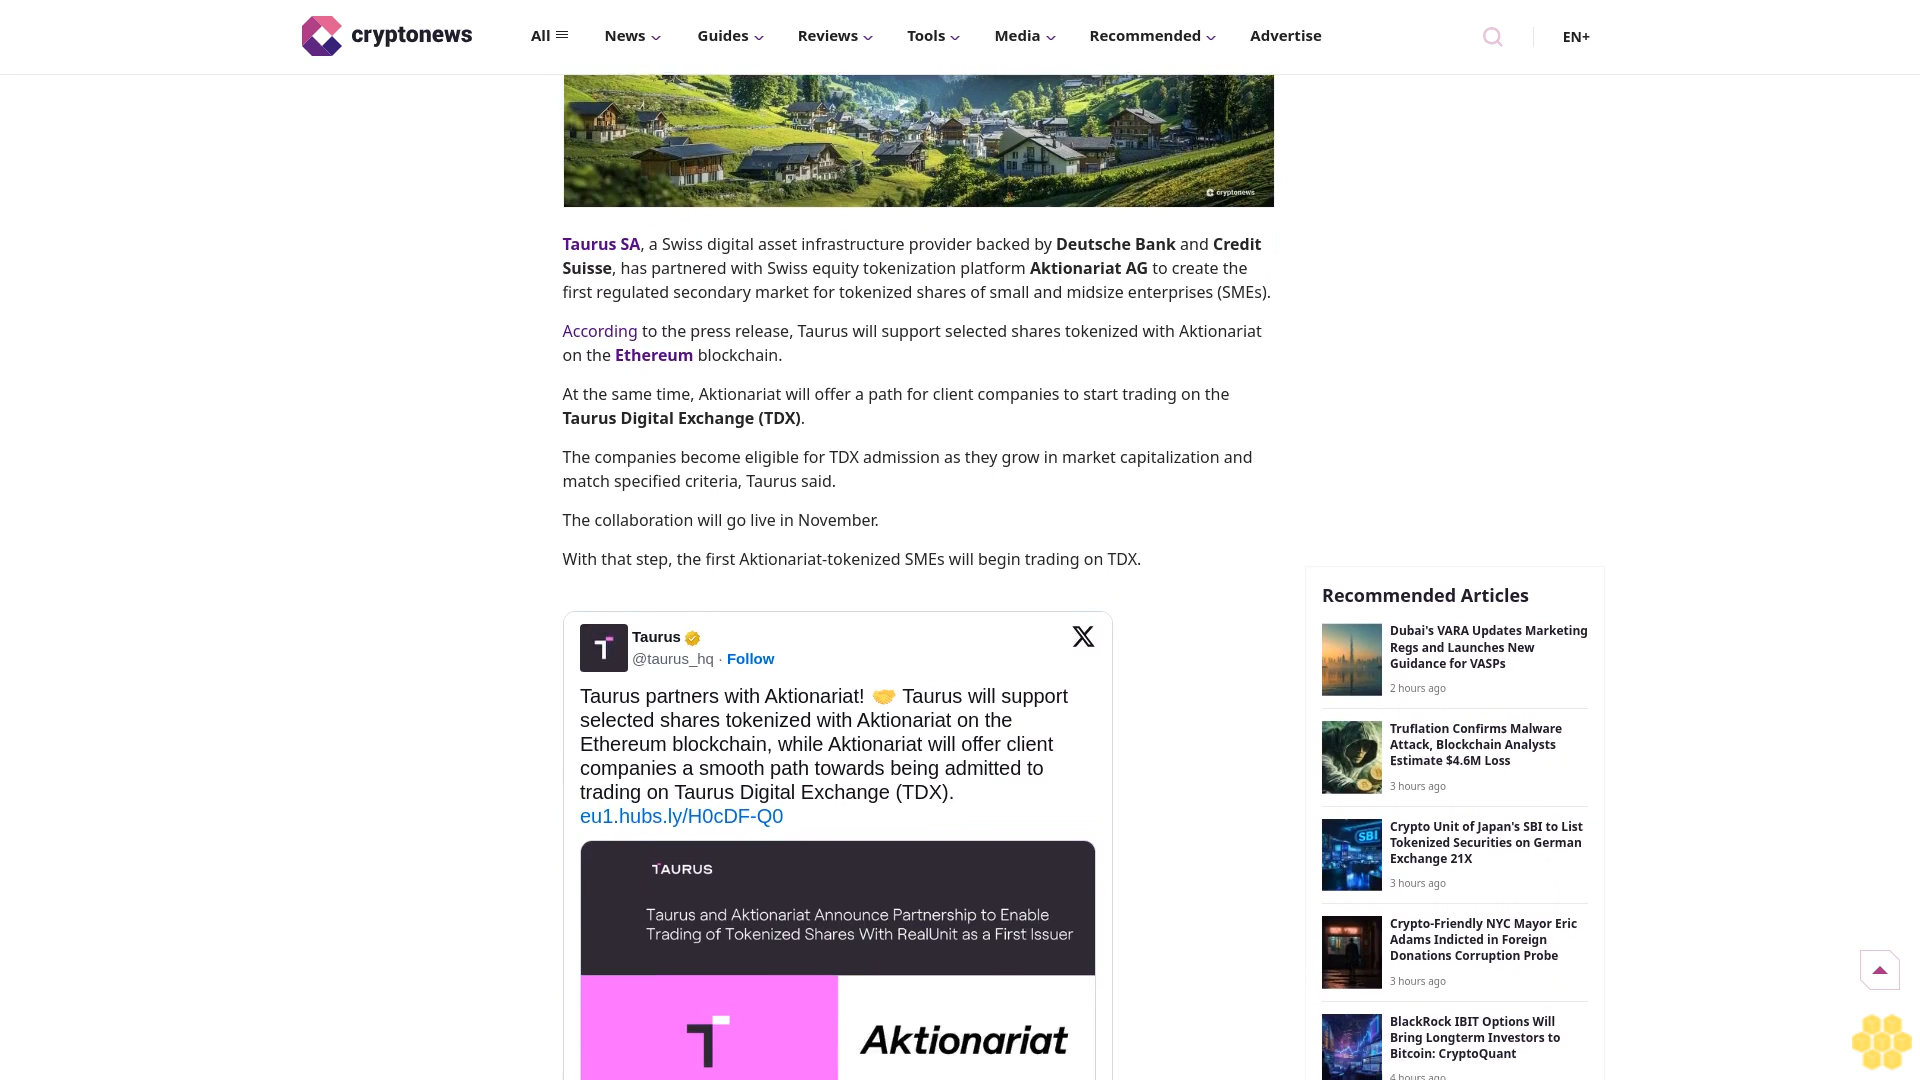 cryptonews
All
News
Guides
Reviews
Tools
Media
Recommended
Advertise
EN+
cryptonews
Taurus SA, a Swiss digital asset infrastructure provider backed by Deutsche Bank and Credit
Suisse, has partnered with Swiss equity tokenization platform Aktionariat AG to create the
first regulated secondary market for tokenized shares of small and midsize enterprises (SMEs).
According to the press release, Taurus will support selected shares tokenized with Aktionariat
on the Ethereum blockchain.
At the same time, Aktionariat will offer a path for client companies to start trading on the
Taurus Digital Exchange (TDX).
The companies become eligible for TDX admission as they grow in market capitalization and
match specified criteria, Taurus said.
The collaboration will go live in November.
With that step, the first Aktionariat-tokenized SMEs will begin trading on TDX.
Taurus
@taurus_hq · Follow
Taurus partners with Aktionariat! 🤝 Taurus will support
selected shares tokenized with Aktionariat on the
Ethereum blockchain, while Aktionariat will offer client
companies a smooth path towards being admitted to
trading on Taurus Digital Exchange (TDX).
eu1.hubs.ly/H0cDF-Q0
TAURUS
Taurus and Aktionariat Announce Partnership to Enable
Trading of Tokenized Shares With RealUnit as a First Issuer
Aktionariat
Recommended Articles
Dubai's VARA Updates Marketing
Regs and Launches New
Guidance for VASPs
2 hours ago
Truflation Confirms Malware
Attack, Blockchain Analysts
Estimate $4.6M Loss
3 hours ago
SBI
Crypto Unit of Japan's SBI to List
Tokenized Securities on German
Exchange 21X
3 hours ago
Crypto-Friendly NYC Mayor Eric
Adams Indicted in Foreign
Donations Corruption Probe
3 hours ago
BlackRock IBIT Options Will
Bring Longterm Investors to
Bitcoin: CryptoQuant
4 hours ago